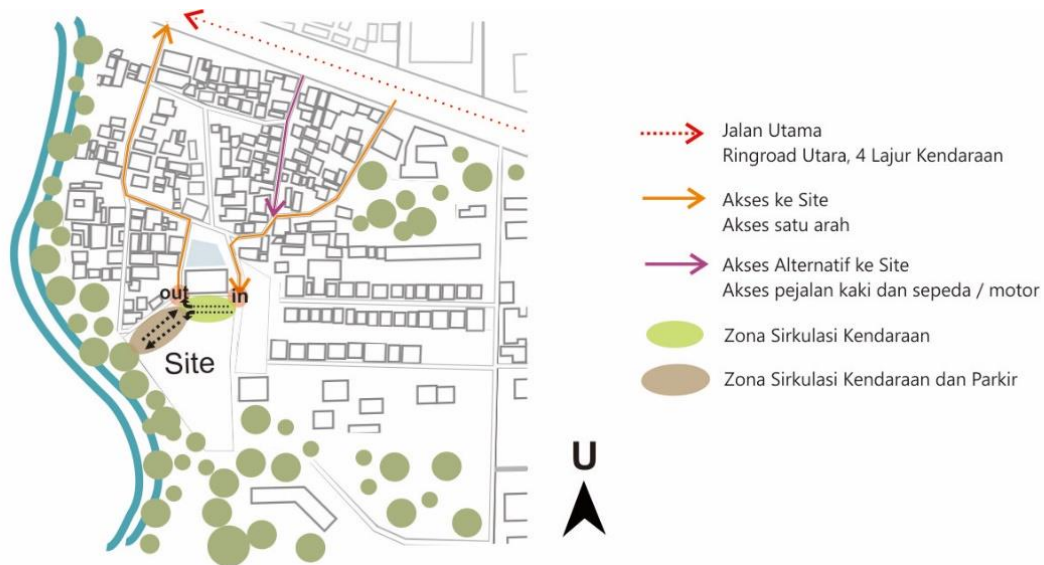 out
in
Site
U
Jalan Utama
Ringroad Utara, 4 Lajur Kendaraan
Akses ke Site
Akses satu arah
Akses Alternatif ke Site
Akses pejalan kaki dan sepeda / motor
Zona Sirkulasi Kendaraan
Zona Sirkulasi Kendaraan dan Parkir